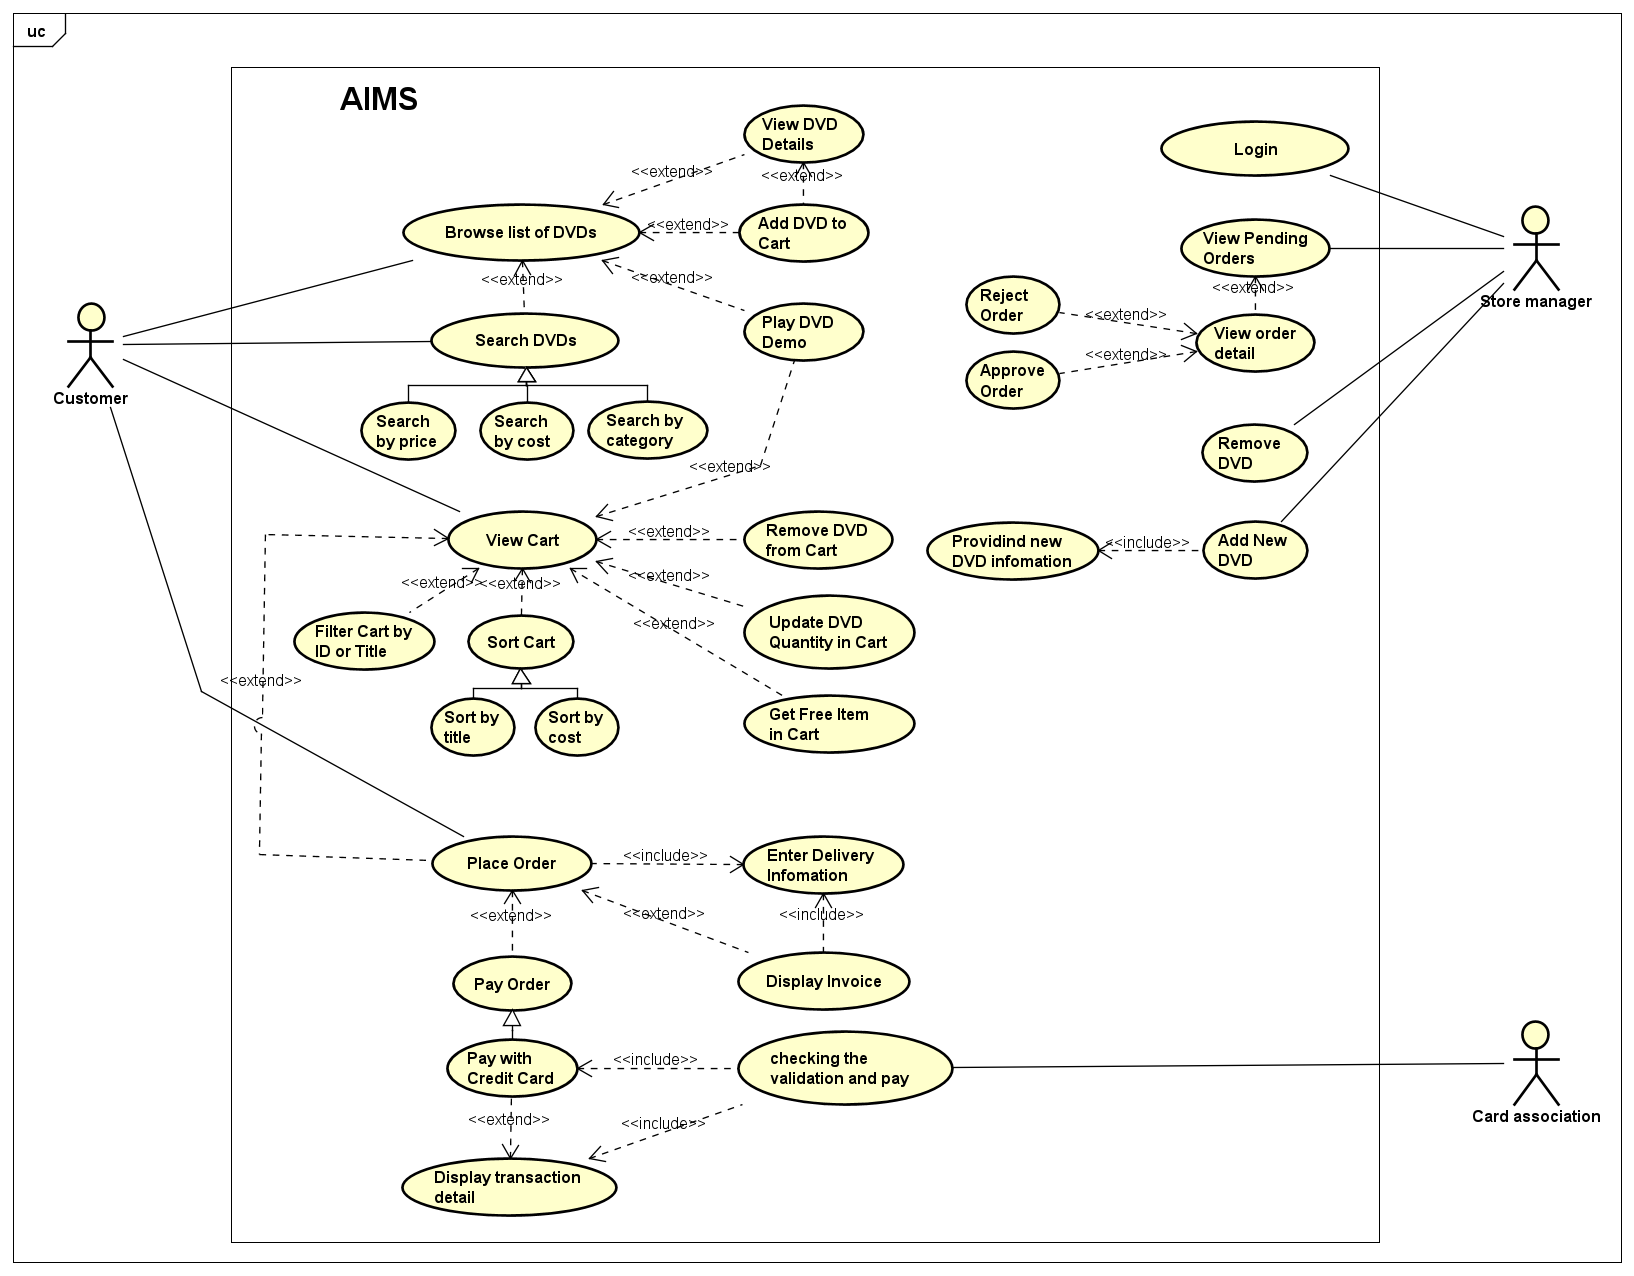 uc
AIMS
View DVD
Details
Login
<<extend>>
<<extend>>
Browse list of DVDs
<<extend>>
Add DVD to
Cart
View Pending
Orders
<<extend>>
<<extend>>
<<extend>>
Reject
Order
Store manager
<<extend>>
View order
detail
Search DVDs
Play DVD
Demo
<<extend>>
Approve
Order
Customer
Search
by price
Search
by cost
Search by
category
Remove
DVD
<<extend>>
View Cart
<<extend>>
Remove DVD
from Cart
Providind new
DVD infomation
<<include>>
Add New
DVD
<<extend>>
<<extend>>
<<extend>>
<<extend>>
Filter Cart by
ID or Title
Sort Cart
Update DVD
Quantity in Cart
<<extend>>
Sort by
title
Sort by
cost
Get Free Item
in Cart
Place Order
<<include>>
Enter Delivery
Infomation
<<extend>>
<<extend>>
<<include>>
Pay Order
Display Invoice
Pay with
Credit Card
<<include>>
checking the
validation and pay
Card association
<<extend>>
<<include>>
Display transaction
detail